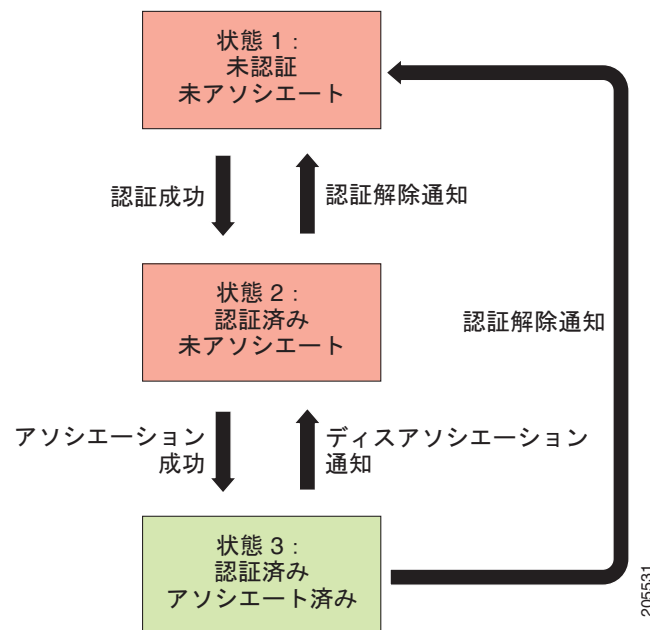 状態 1：
未認証
未アソシエート
認証成功
認証解除通知
状態 2：
認証済み
未アソシエート
認証解除通知
アソシエーション
成功
ディスアソシエーション
通知
状態 3：
認証済み
アソシエート済み
205531